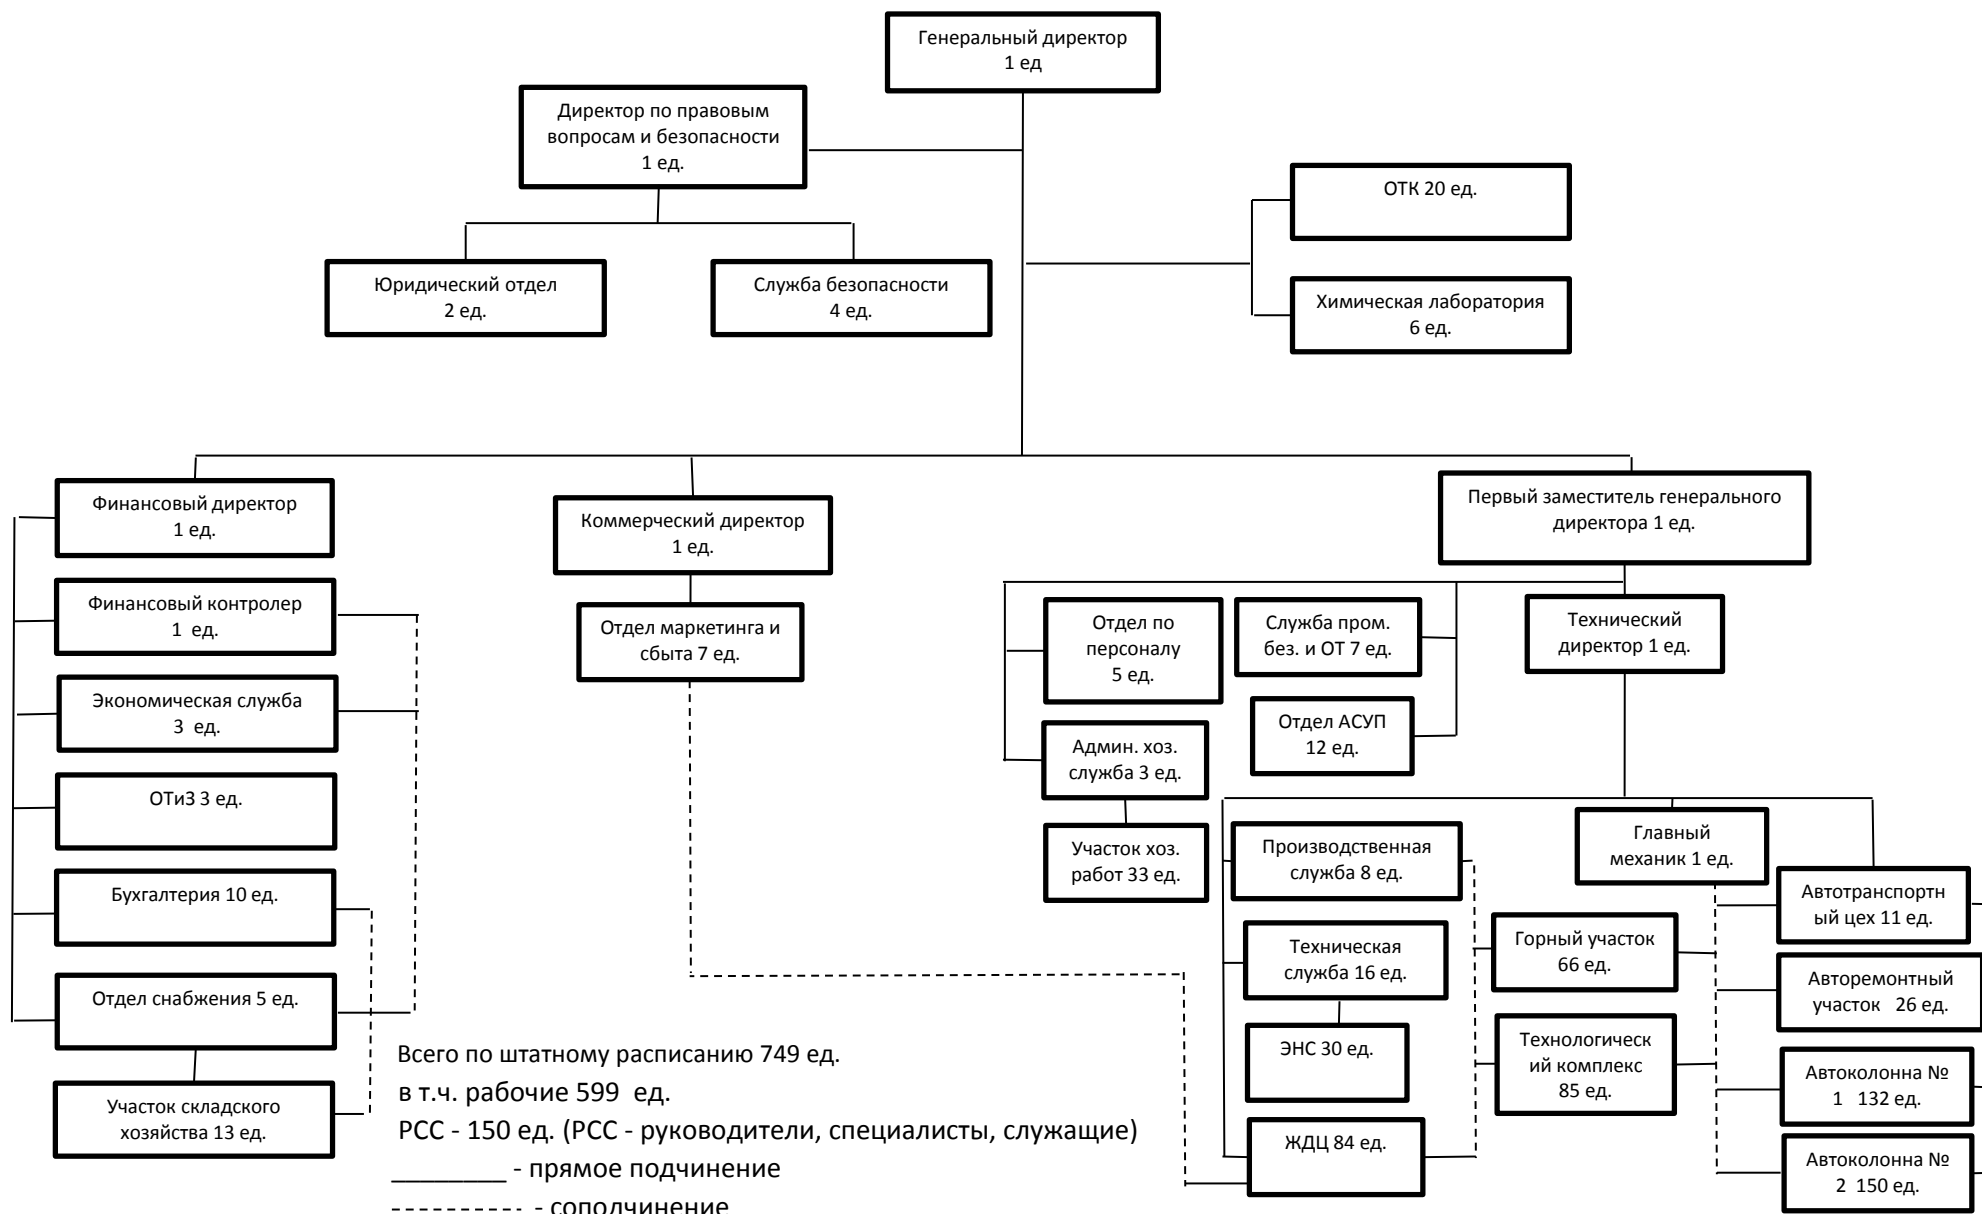 Генеральный директор
1 ед
Директор по правовым
вопросам и безопасности
1 ед.
ОТК 20 ед.
Юридический отдел
2 ед.
Служба безопасности
4 ед.
Химическая лаборатория
6 ед.
Финансовый директор
1 ед.
Коммерческий директор
1 ед.
Первый заместитель генерального
директора 1 ед.
Финансовый контролер
1 ед.
Отдел маркетинга и
сбыта 7 ед.
Отдел по
персоналу
5 ед.
Служба пром.
без. и ОТ 7 ед.
Технический
директор 1 ед.
Экономическая служба
3 ед.
Админ. хоз.
служба 3 ед.
Отдел АСУП
12 ед.
ОТиЗ 3 ед.
Участок хоз.
работ 33 ед.
Производственная
служба 8 ед.
Главный
механик 1 ед.
Бухгалтерия 10 ед.
Автотранспортн
ый цех 11 ед.
Техническая
служба 16 ед.
Горный участок
66 ед.
Авторемонтный
участок 26 ед.
Отдел снабжения 5 ед.
ЭНС 30 ед.
Технологическ
ий комплекс
85 ед.
Автоколонна №
1 132 ед.
Участок складского
хозяйства 13 ед.
ЖДЦ 84 ед.
Автоколонна №
2 150 ед.
Всего по штатному расписанию 749 ед.
в т.ч. рабочие 599 ед.
РСС - 150 ед. (РСС - руководители, специалисты, служащие)
_________ - прямое подчинение
---------- - соподчинение